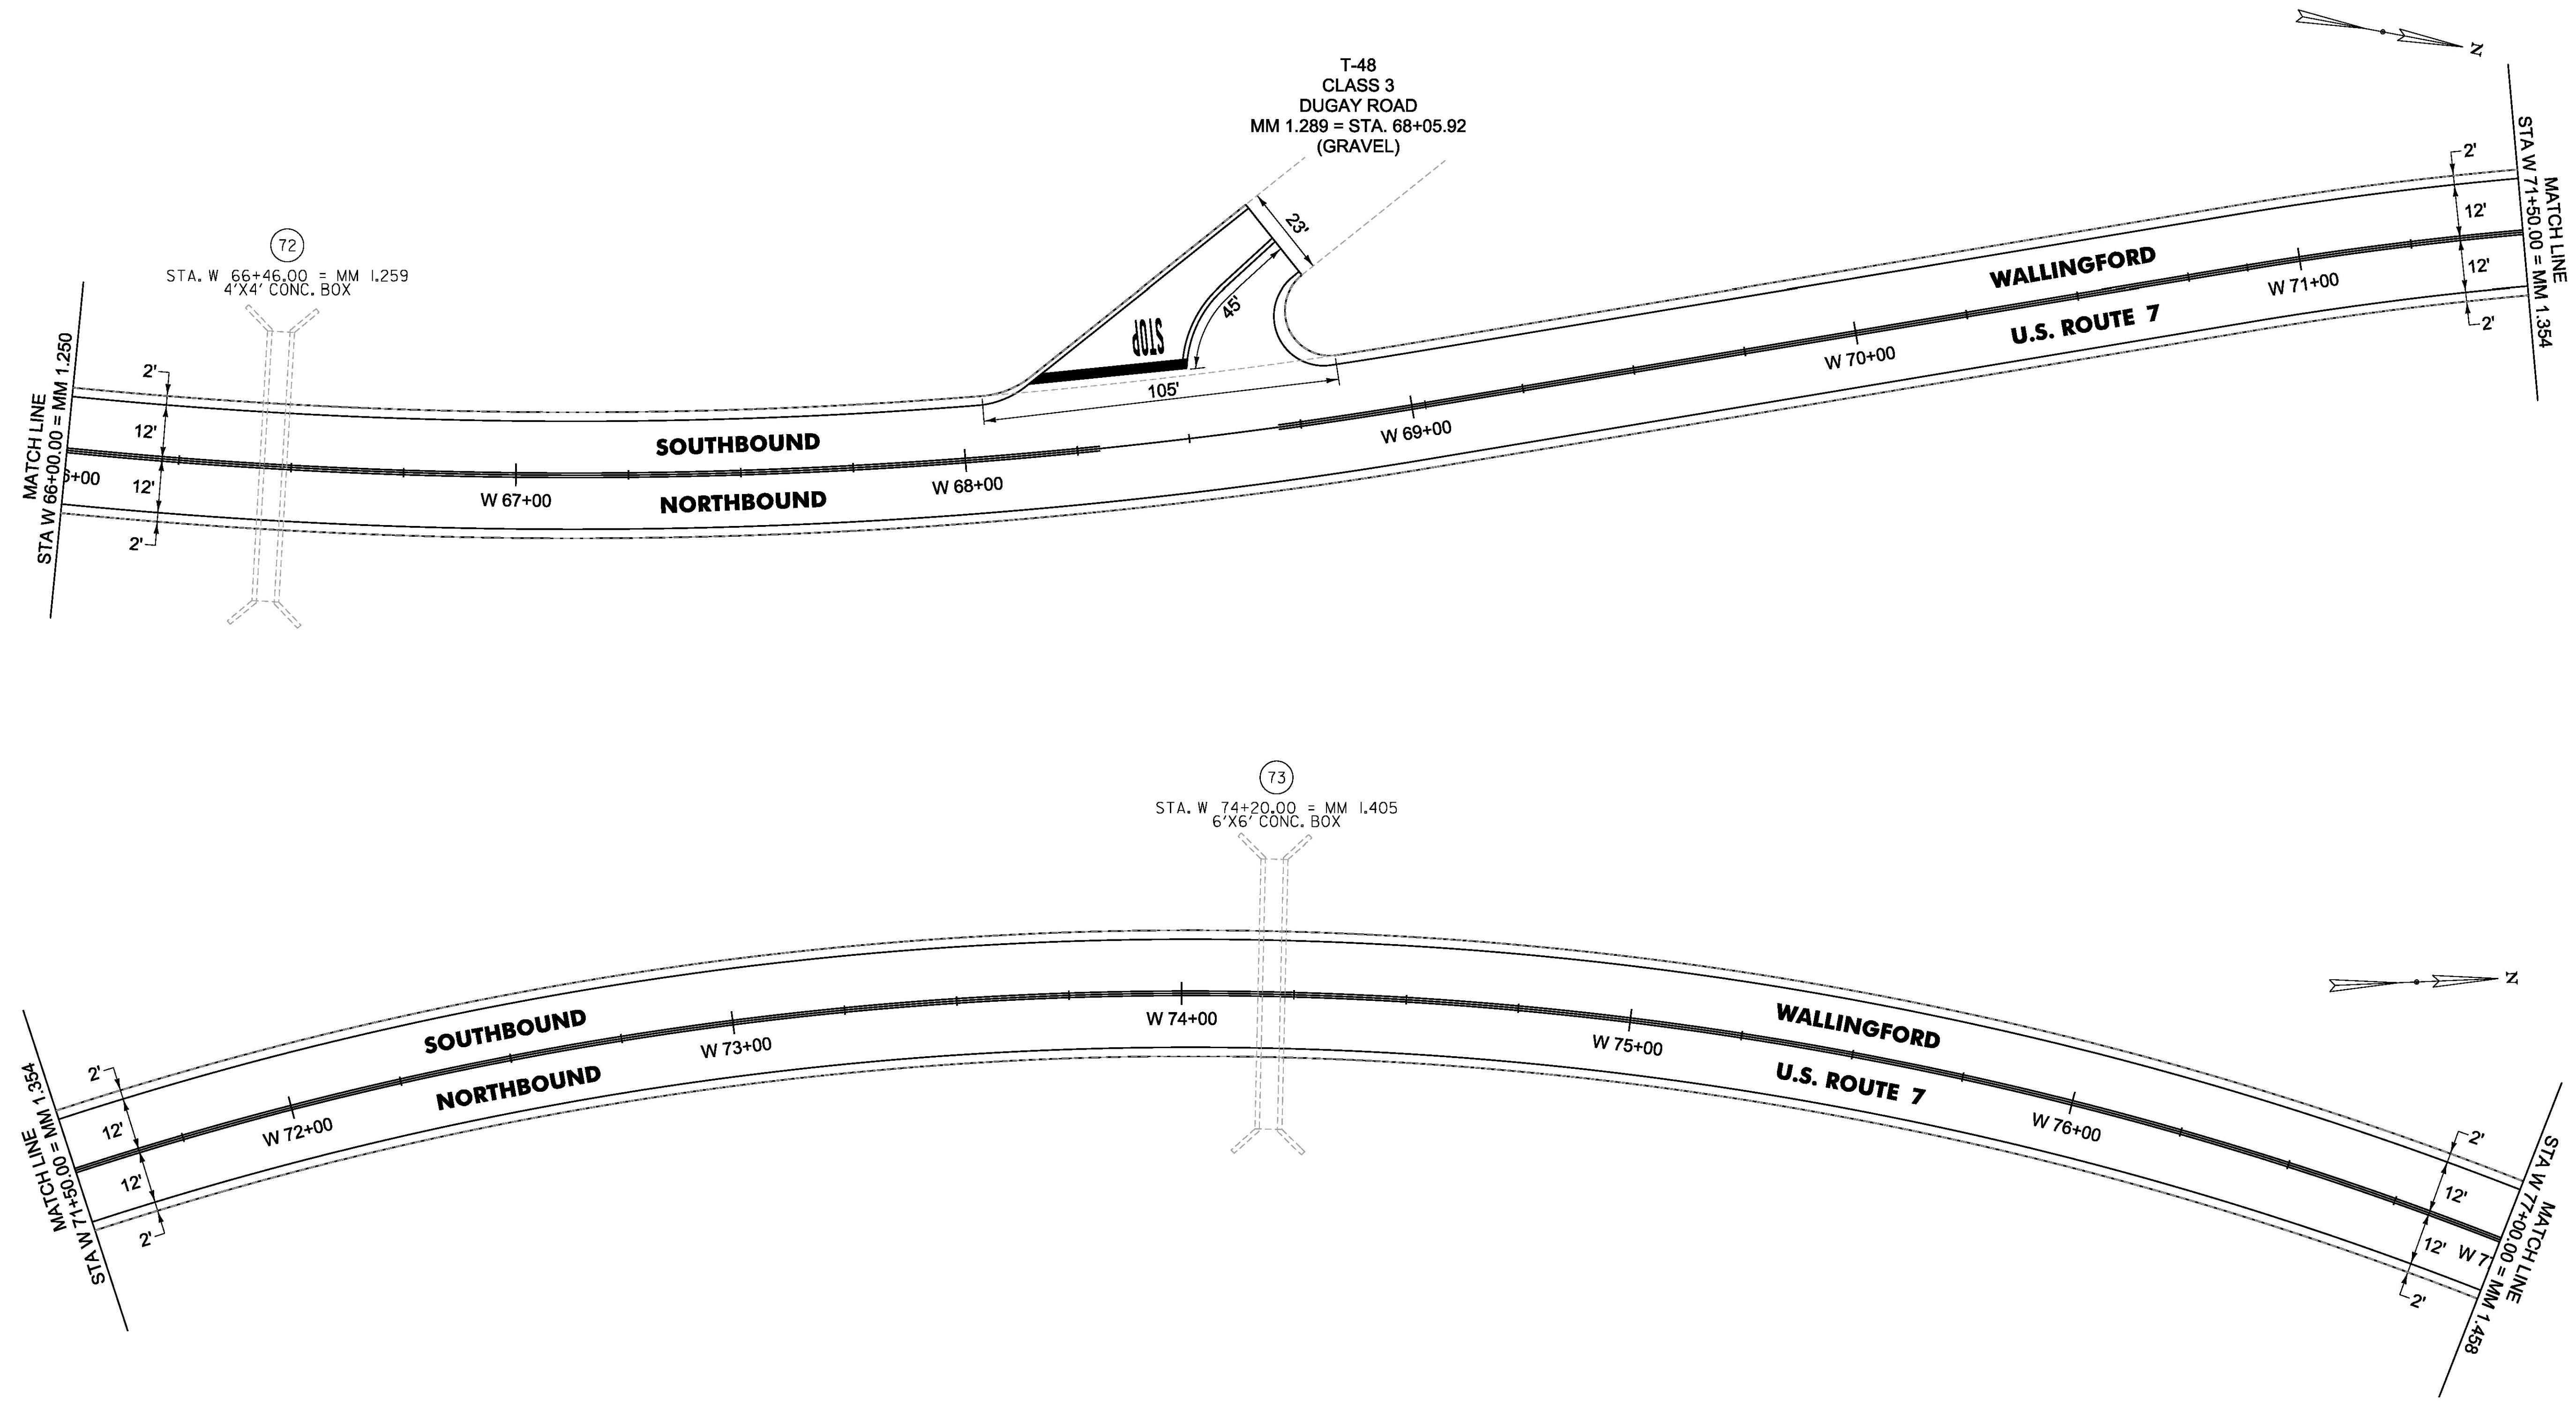 N
T-48
CLASS 3
DUGAY ROAD
MM 1.289 = STA. 68+05.92
(GRAVEL)
72
STA. W 66+46.00 = MM 1.259
4'X4' CONC. BOX
MATCH LINE
STA W 66+00.00 = MM 1.250
6+00
2'
12'
12'
2'
W 67+00
SOUTHBOUND
NORTHBOUND
W 68+00
STOP
23'
45'
105'
W 69+00
W 70+00
WALLINGFORD
U.S. ROUTE 7
W 71+00
2'
12'
12'
2'
MATCH LINE
STA W 71+50.00 = MM 1.354
73
STA. W 74+20.00 = MM 1.405
6'X6' CONC. BOX
N
MATCH LINE
STA W 71+50.00 = MM 1.354
2'
12'
12'
2'
W 72+00
SOUTHBOUND
NORTHBOUND
W 73+00
W 74+00
W 75+00
WALLINGFORD
U.S. ROUTE 7
W 76+00
2'
12'
12'
2'
W 7
MATCH LINE
STA W 77+00.00 = MM 1.458